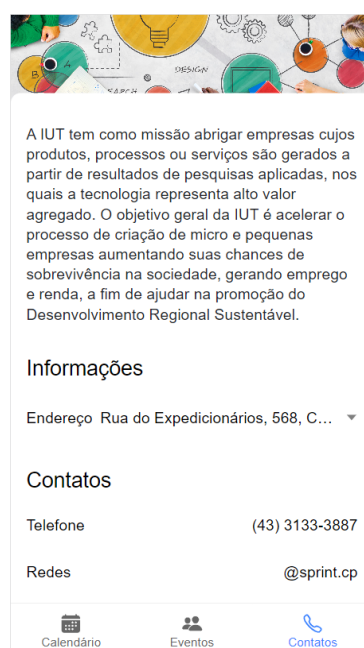 DESIGN
B
A
A IUT tem como missão abrigar empresas cujos
produtos, processos ou serviços são gerados a
partir de resultados de pesquisas aplicadas, nos
quais a tecnologia representa alto valor
agregado. O objetivo geral da IUT é acelerar o
processo de criação de micro e pequenas
empresas aumentando suas chances de
sobrevivência na sociedade, gerando emprego
e renda, a fim de ajudar na promoção do
Desenvolvimento Regional Sustentável.
Informações
Endereço Rua do Expedicionários, 568, C...
Contatos
Telefone (43) 3133-3887
Redes @sprint.cp
Calendário Eventos Contatos